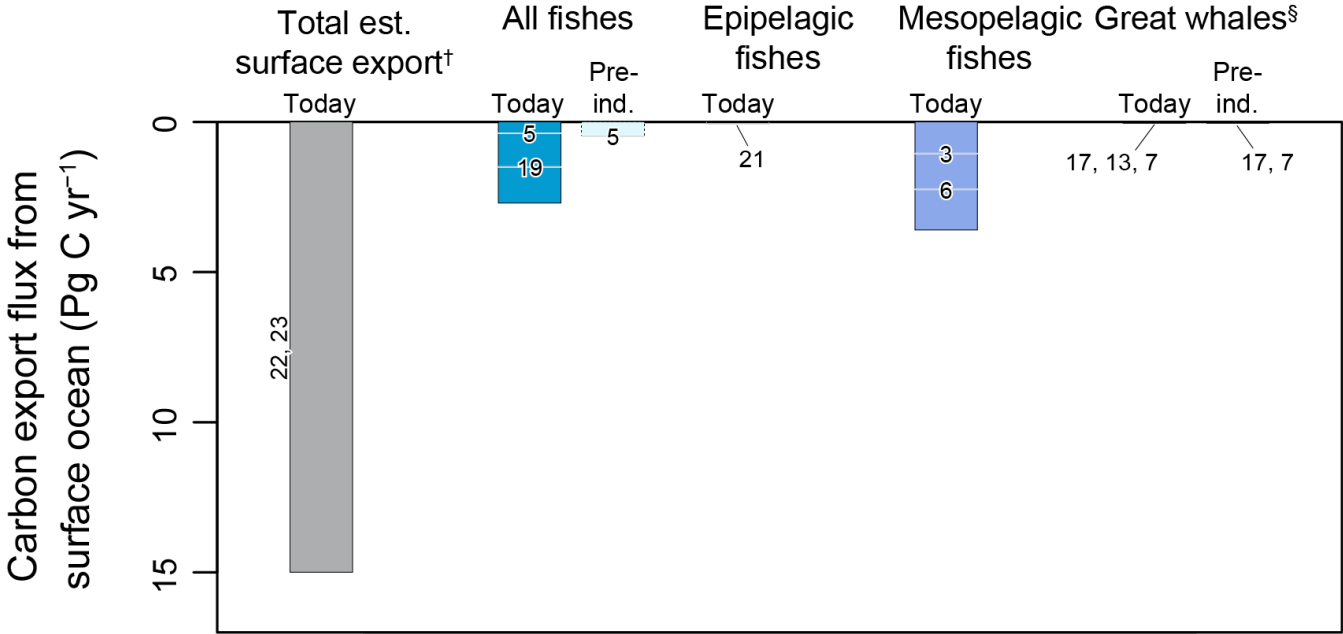 Total est.
surface export†
All fishes
Epipelagic
fishes
Mesopelagic
fishes
Great whales§
Today
Today
Pre-
ind.
Today
Today
Today
Pre-
ind.
0
5
10
15
Carbon export flux from
surface ocean (Pg C yr−1)
22, 23
5
19
5
21
3
6
17, 13, 7
17, 7